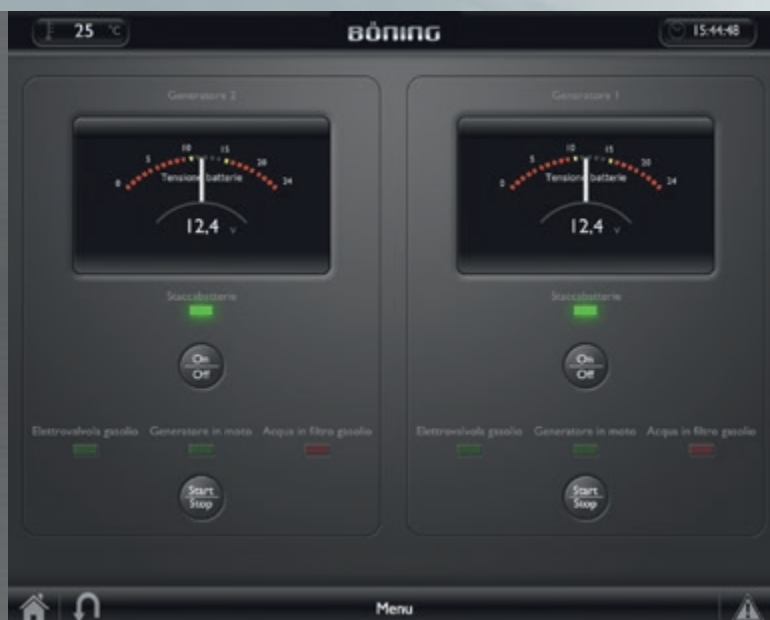 25 °C
BÖNING
15:44:48
Generatore 2
0 5 10 15 20 24
Tensione batterie
12,4 V
Staccabatterie
On
Off
Elettrovalvola gasolio Generatore in moto Acqua in filtro gasolio
Start
Stop
Generatore 1
0 5 10 15 20 24
Tensione batterie
12,4 V
Staccabatterie
On
Off
Elettrovalvola gasolio Generatore in moto Acqua in filtro gasolio
Start
Stop
Menu